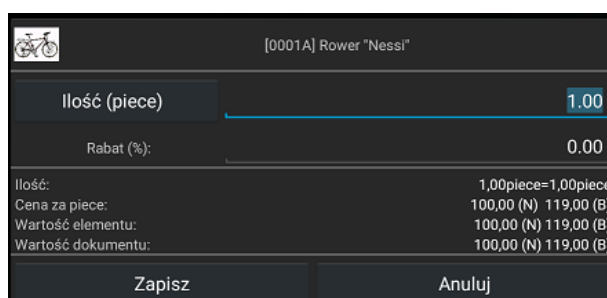 [0001A] Rower "Nessi"
Ilość (piece) 1.00
Rabat (%): 0.00
Ilość: 1,00piece=1,00piece
Cena za piece: 100,00 (N) 119,00 (B
Wartość elementu: 100,00 (N) 119,00 (B
Wartość dokumentu: 100,00 (N) 119,00 (B
Zapisz Anuluj